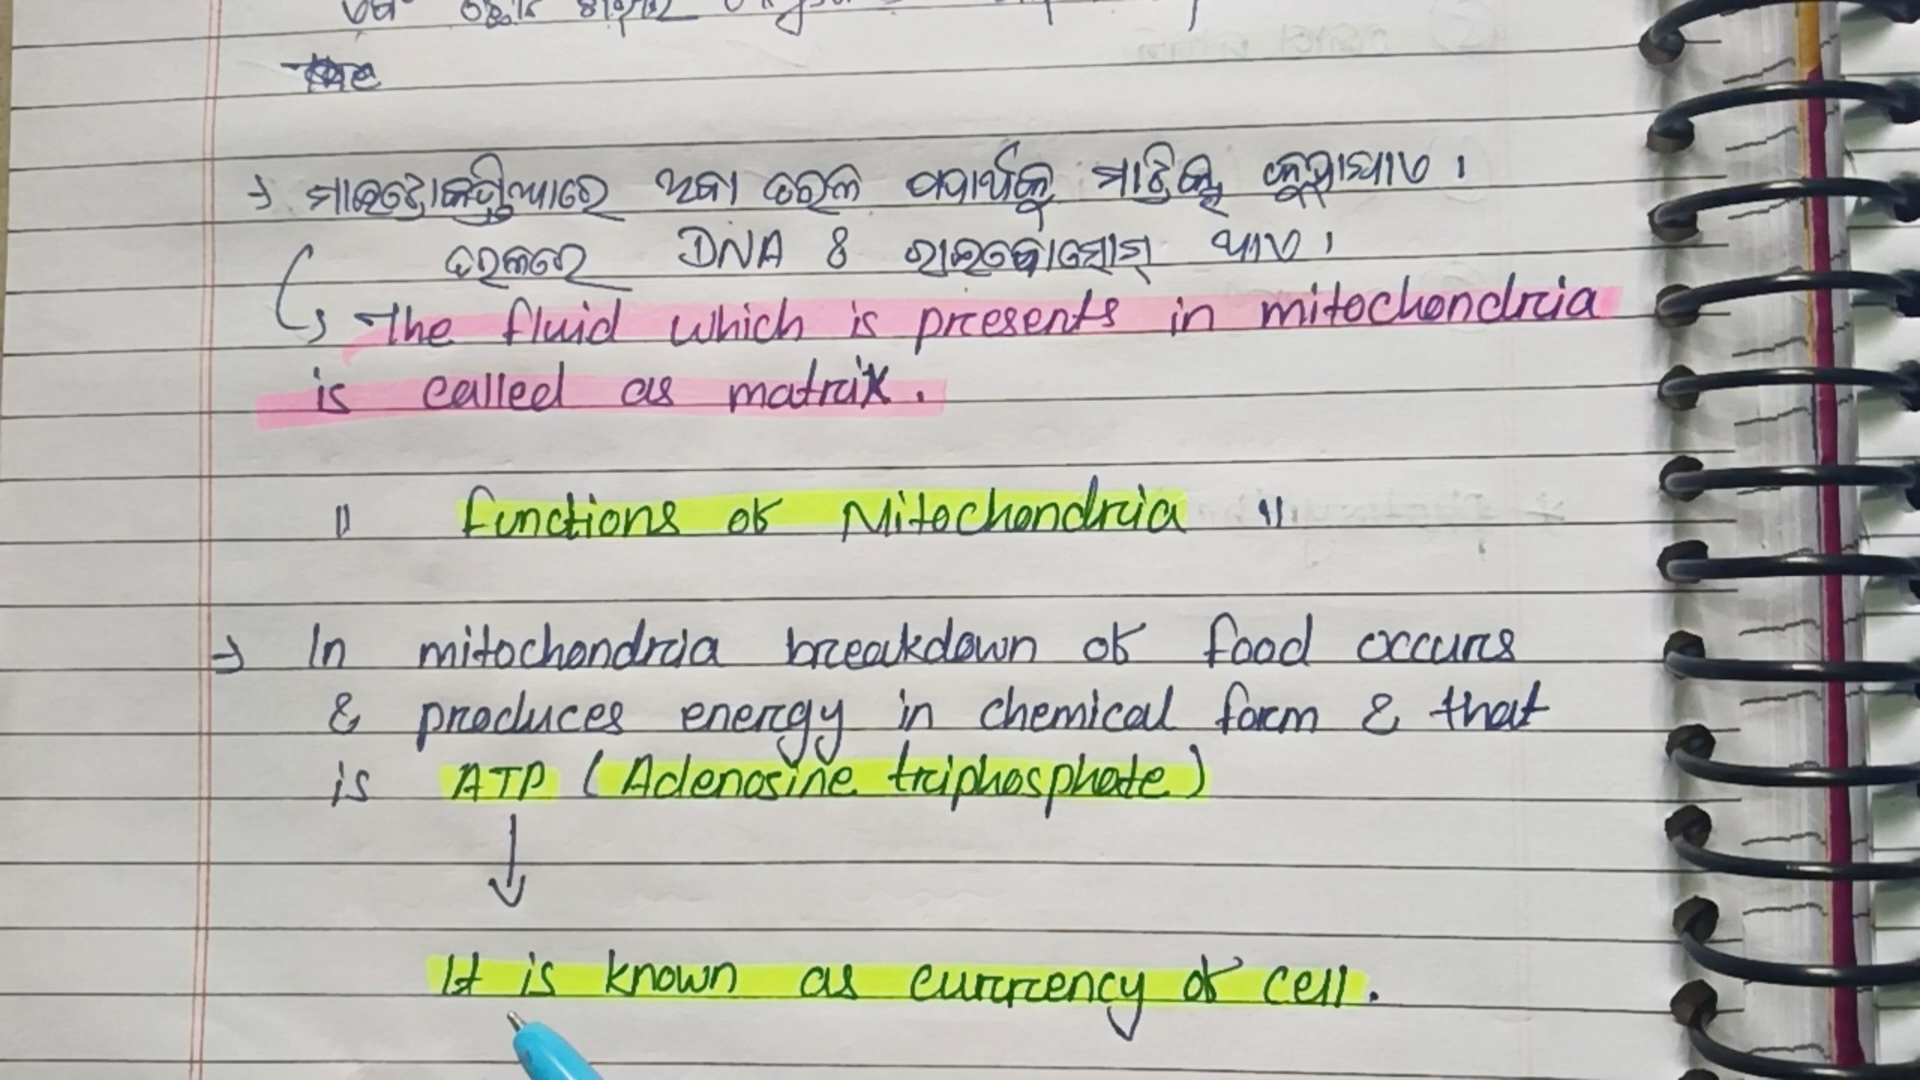 → ମାଇଟୋକଣ୍ଡ୍ରିଆରେ ଥିବା ତରଳ ପଦାର୍ଥକୁ ମାଟ୍ରିକ୍ସ କୁହାଯାଏ ।
ତରଳରେ DNA ଓ ରାଇବୋଜୋମ୍ ଥାଏ ।
↳ The fluid which is presents in mitochondria
is called as matrix.
" Functions of Mitochondria "
→ In mitochondria breakdown of food occurs
& produces energy in chemical form & that
is ATP (Adenosine triphosphate)
↓
It is known as currency of cell.